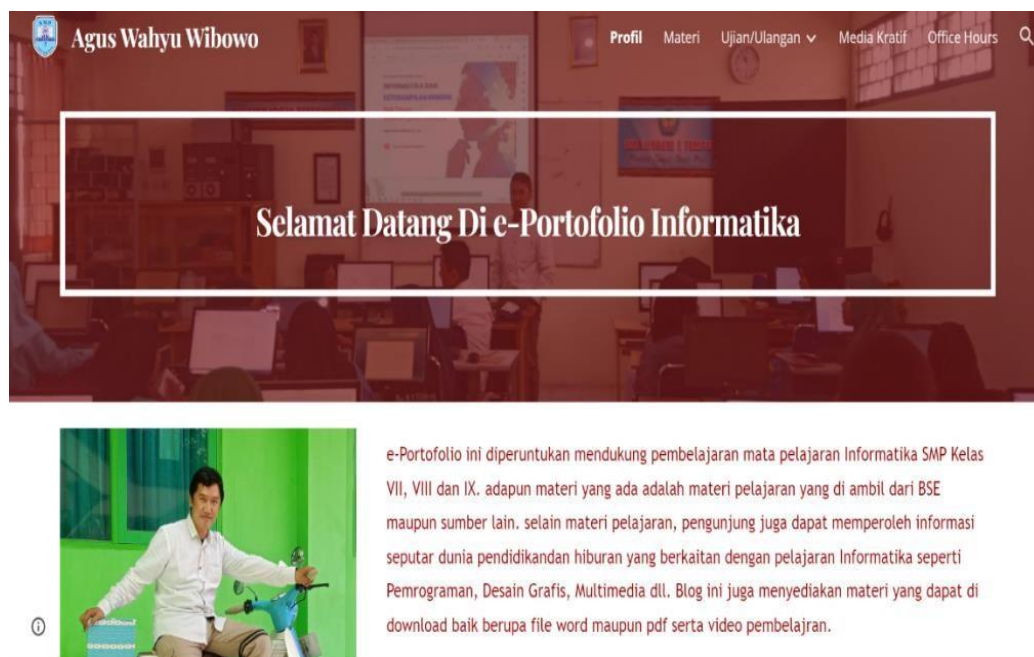 Agus Wahyu Wibowo
Profil Materi Ujian/Ulangan Media Kratif Office Hours
INFORMATIKA DAN
Selamat Datang Di e-Portofolio Informatika
e-Portofolio ini diperuntukan mendukung pembelajaran mata pelajaran Informatika SMP Kelas
VII, VIII dan IX. adapun materi yang ada adalah materi pelajaran yang di ambil dari BSE
maupun sumber lain. selain materi pelajaran, pengunjung juga dapat memperoleh informasi
seputar dunia pendidikandan hiburan yang berkaitan dengan pelajaran Informatika seperti
Pemrograman, Desain Grafis, Multimedia dll. Blog ini juga menyediakan materi yang dapat di
download baik berupa file word maupun pdf serta video pembelajran.